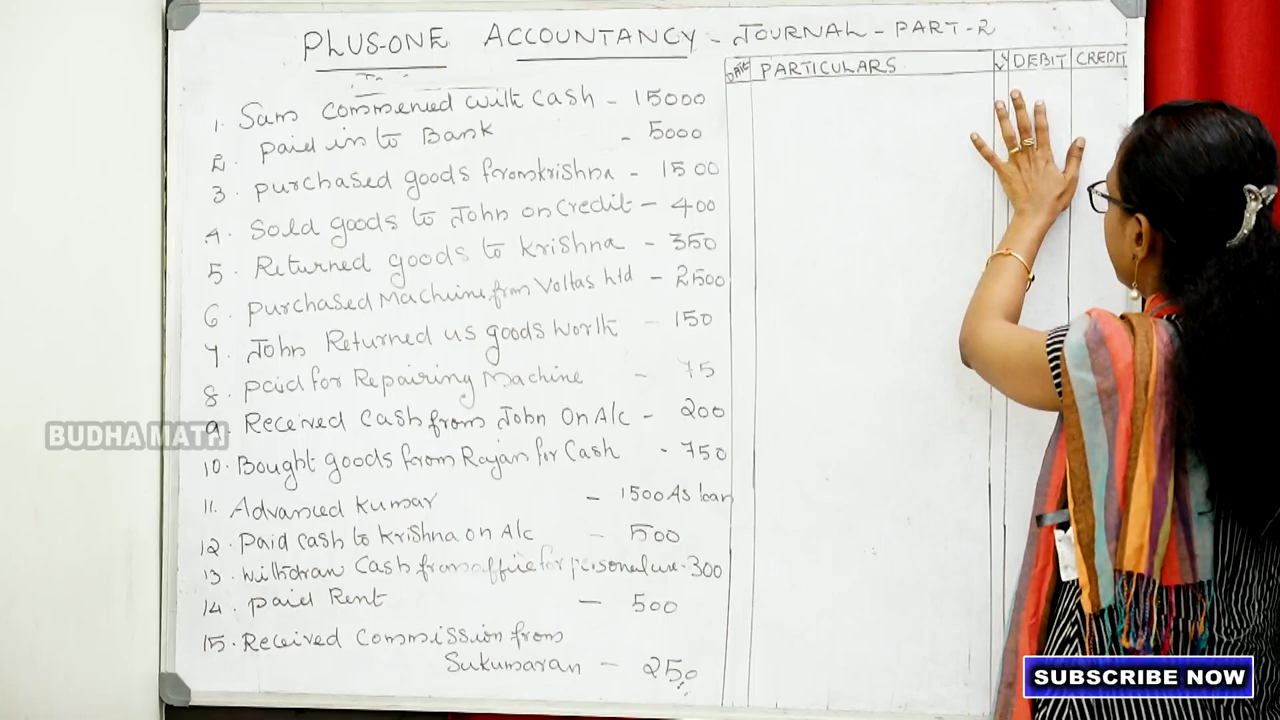 PLUS-ONE ACCOUNTANCY - JOURNAL - PART-2
DATE PARTICULARS DEBIT CREDIT
1. Sam commenied with cash - 15000
2. paid in to Bank - 5000
3. purchased goods from krishna - 1500
4. Sold goods to John on Credit - 400
5. Returned goods to Krishna - 350
6. purchased Machine from Voltas ltd - 2500
7. John Returned us goods worth - 150
8. paid for Repairing Machine - 75
9. Received Cash from John On A/c - 200
10. Bought goods from Rajan for Cash - 750
11. Advanied Kumar - 1500 As loan
12. Paid cash to Krishna on A/c - 500
13. withdran Cash from office for personal use - 300
14. paid Rent - 500
15. Received Commission from
Sukumaran - 250
BUDHA MATH
SUBSCRIBE NOW